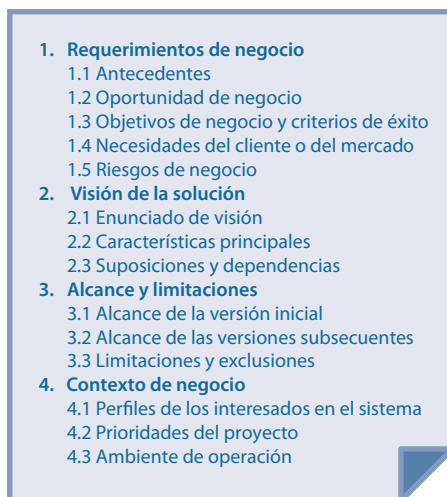 1. Requerimientos de negocio
1.1 Antecedentes
1.2 Oportunidad de negocio
1.3 Objetivos de negocio y criterios de éxito
1.4 Necesidades del cliente o del mercado
1.5 Riesgos de negocio
2. Visión de la solución
2.1 Enunciado de visión
2.2 Características principales
2.3 Suposiciones y dependencias
3. Alcance y limitaciones
3.1 Alcance de la versión inicial
3.2 Alcance de las versiones subsecuentes
3.3 Limitaciones y exclusiones
4. Contexto de negocio
4.1 Perfiles de los interesados en el sistema
4.2 Prioridades del proyecto
4.3 Ambiente de operación